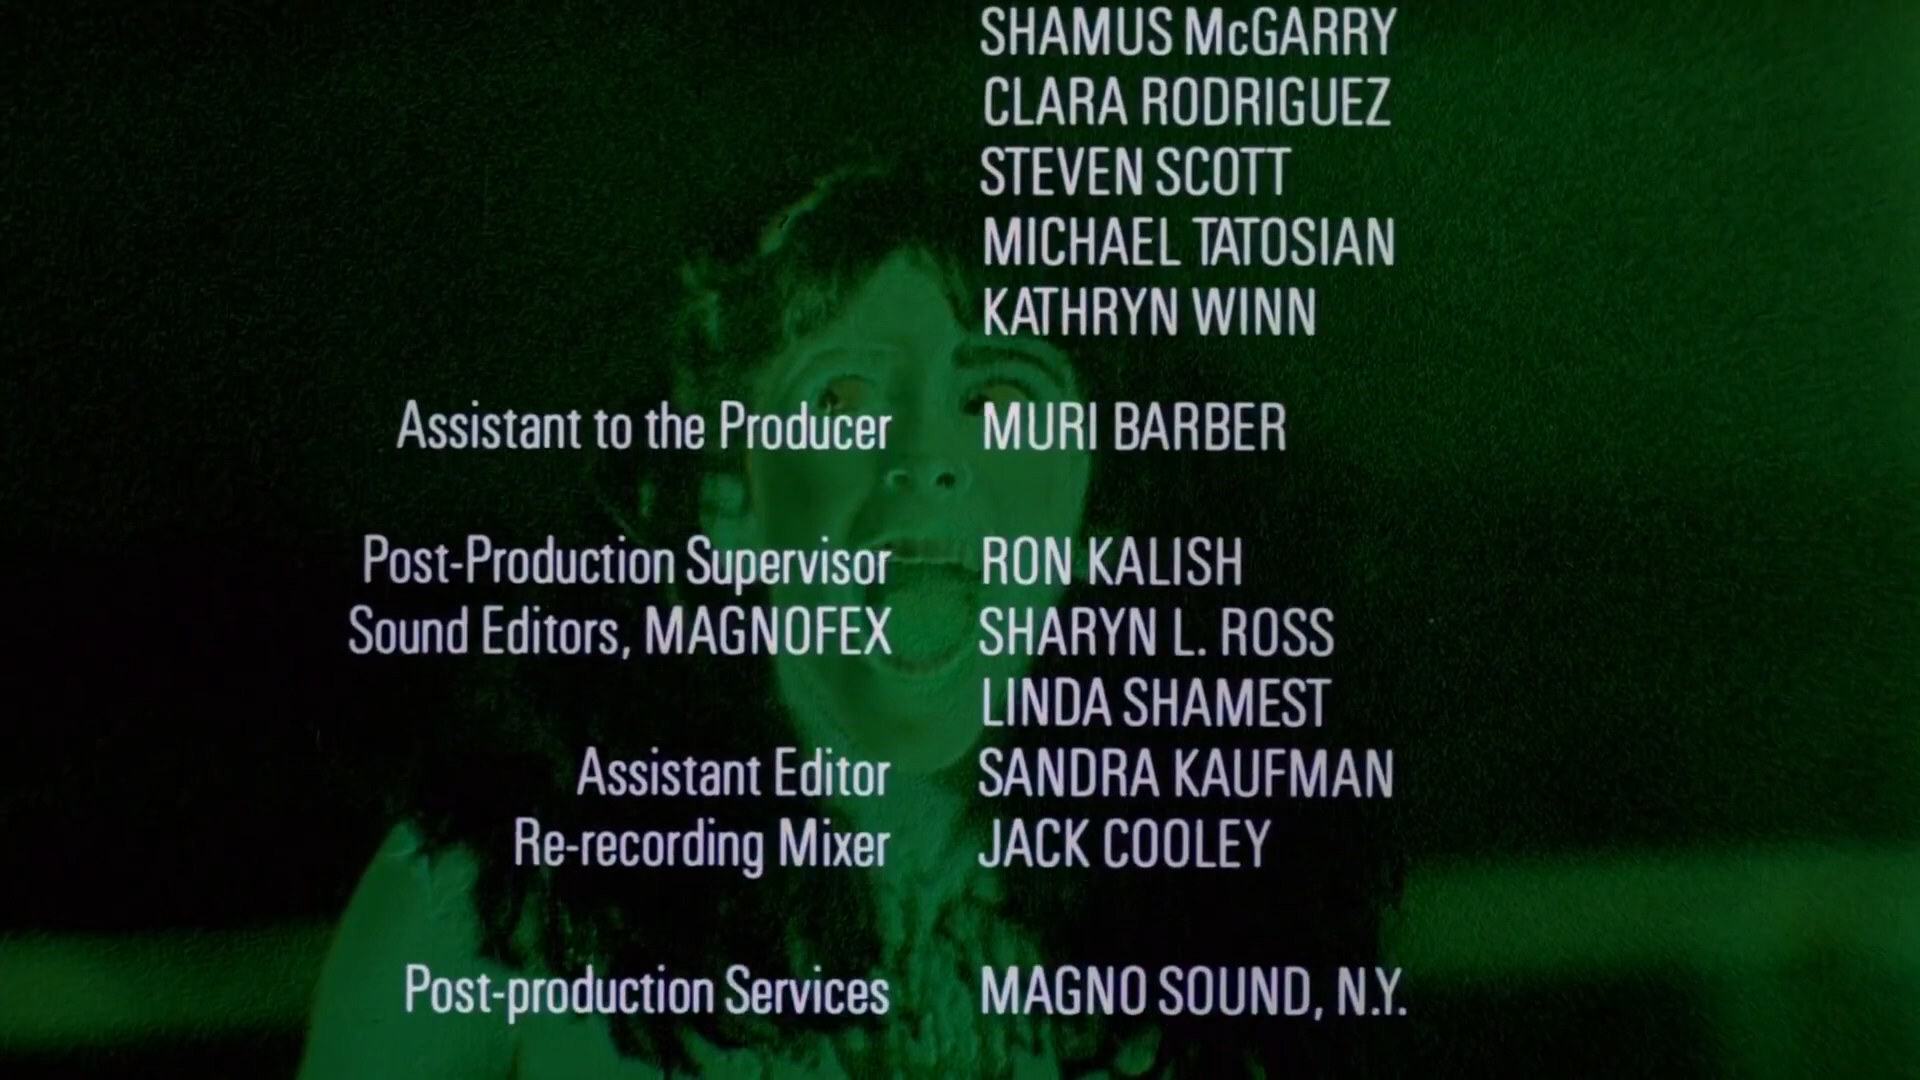 SHAMUS McGARRY
CLARA RODRIGUEZ
STEVEN SCOTT
MICHAEL TATOSIAN
KATHRYN WINN
Assistant to the Producer MURI BARBER
Post-Production Supervisor RON KALISH
Sound Editors, MAGNOFEX SHARYN L. ROSS
LINDA SHAMEST
Assistant Editor SANDRA KAUFMAN
Re-recording Mixer JACK COOLEY
Post-production Services MAGNO SOUND, N.Y.